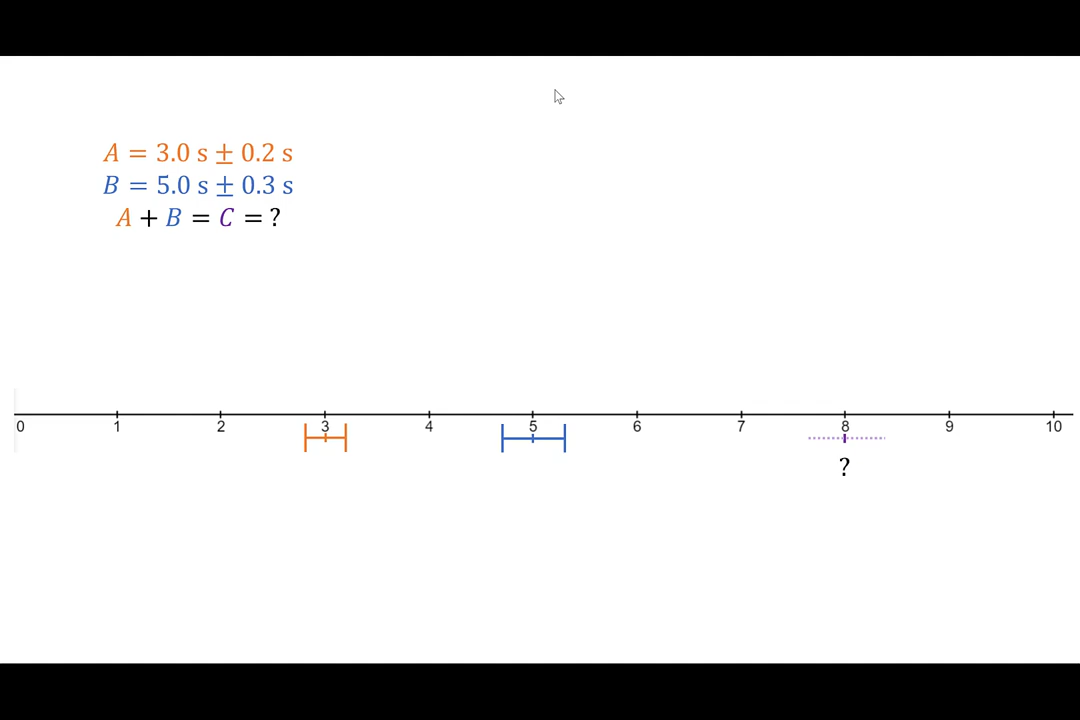 A = 3.0 s ± 0.2 s
B = 5.0 s ± 0.3 s
A + B = C = ?
0 1 2 3 4 5 6 7 8 9 10
?